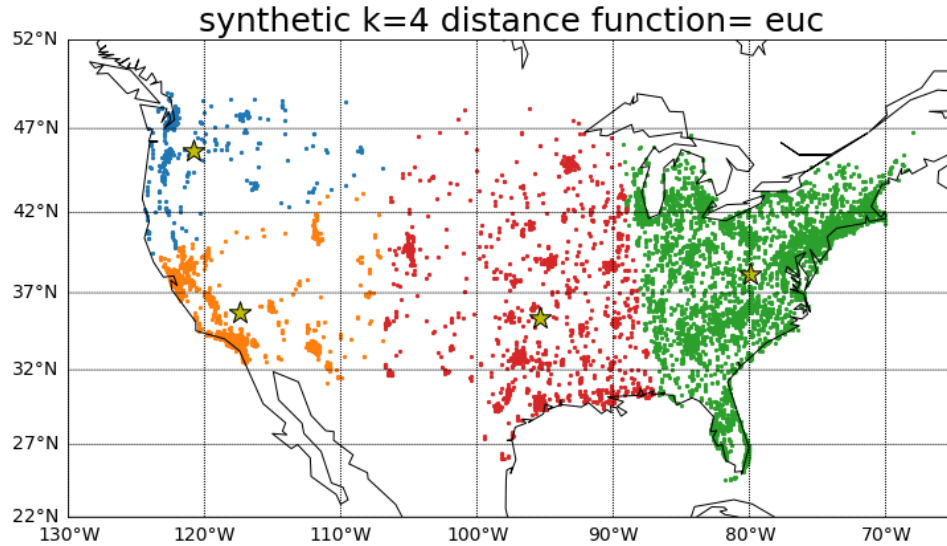 synthetic k=4 distance function= euc
52°N
47°N
42°N
37°N
32°N
27°N
22°N
130°W 120°W 110°W 100°W 90°W 80°W 70°W